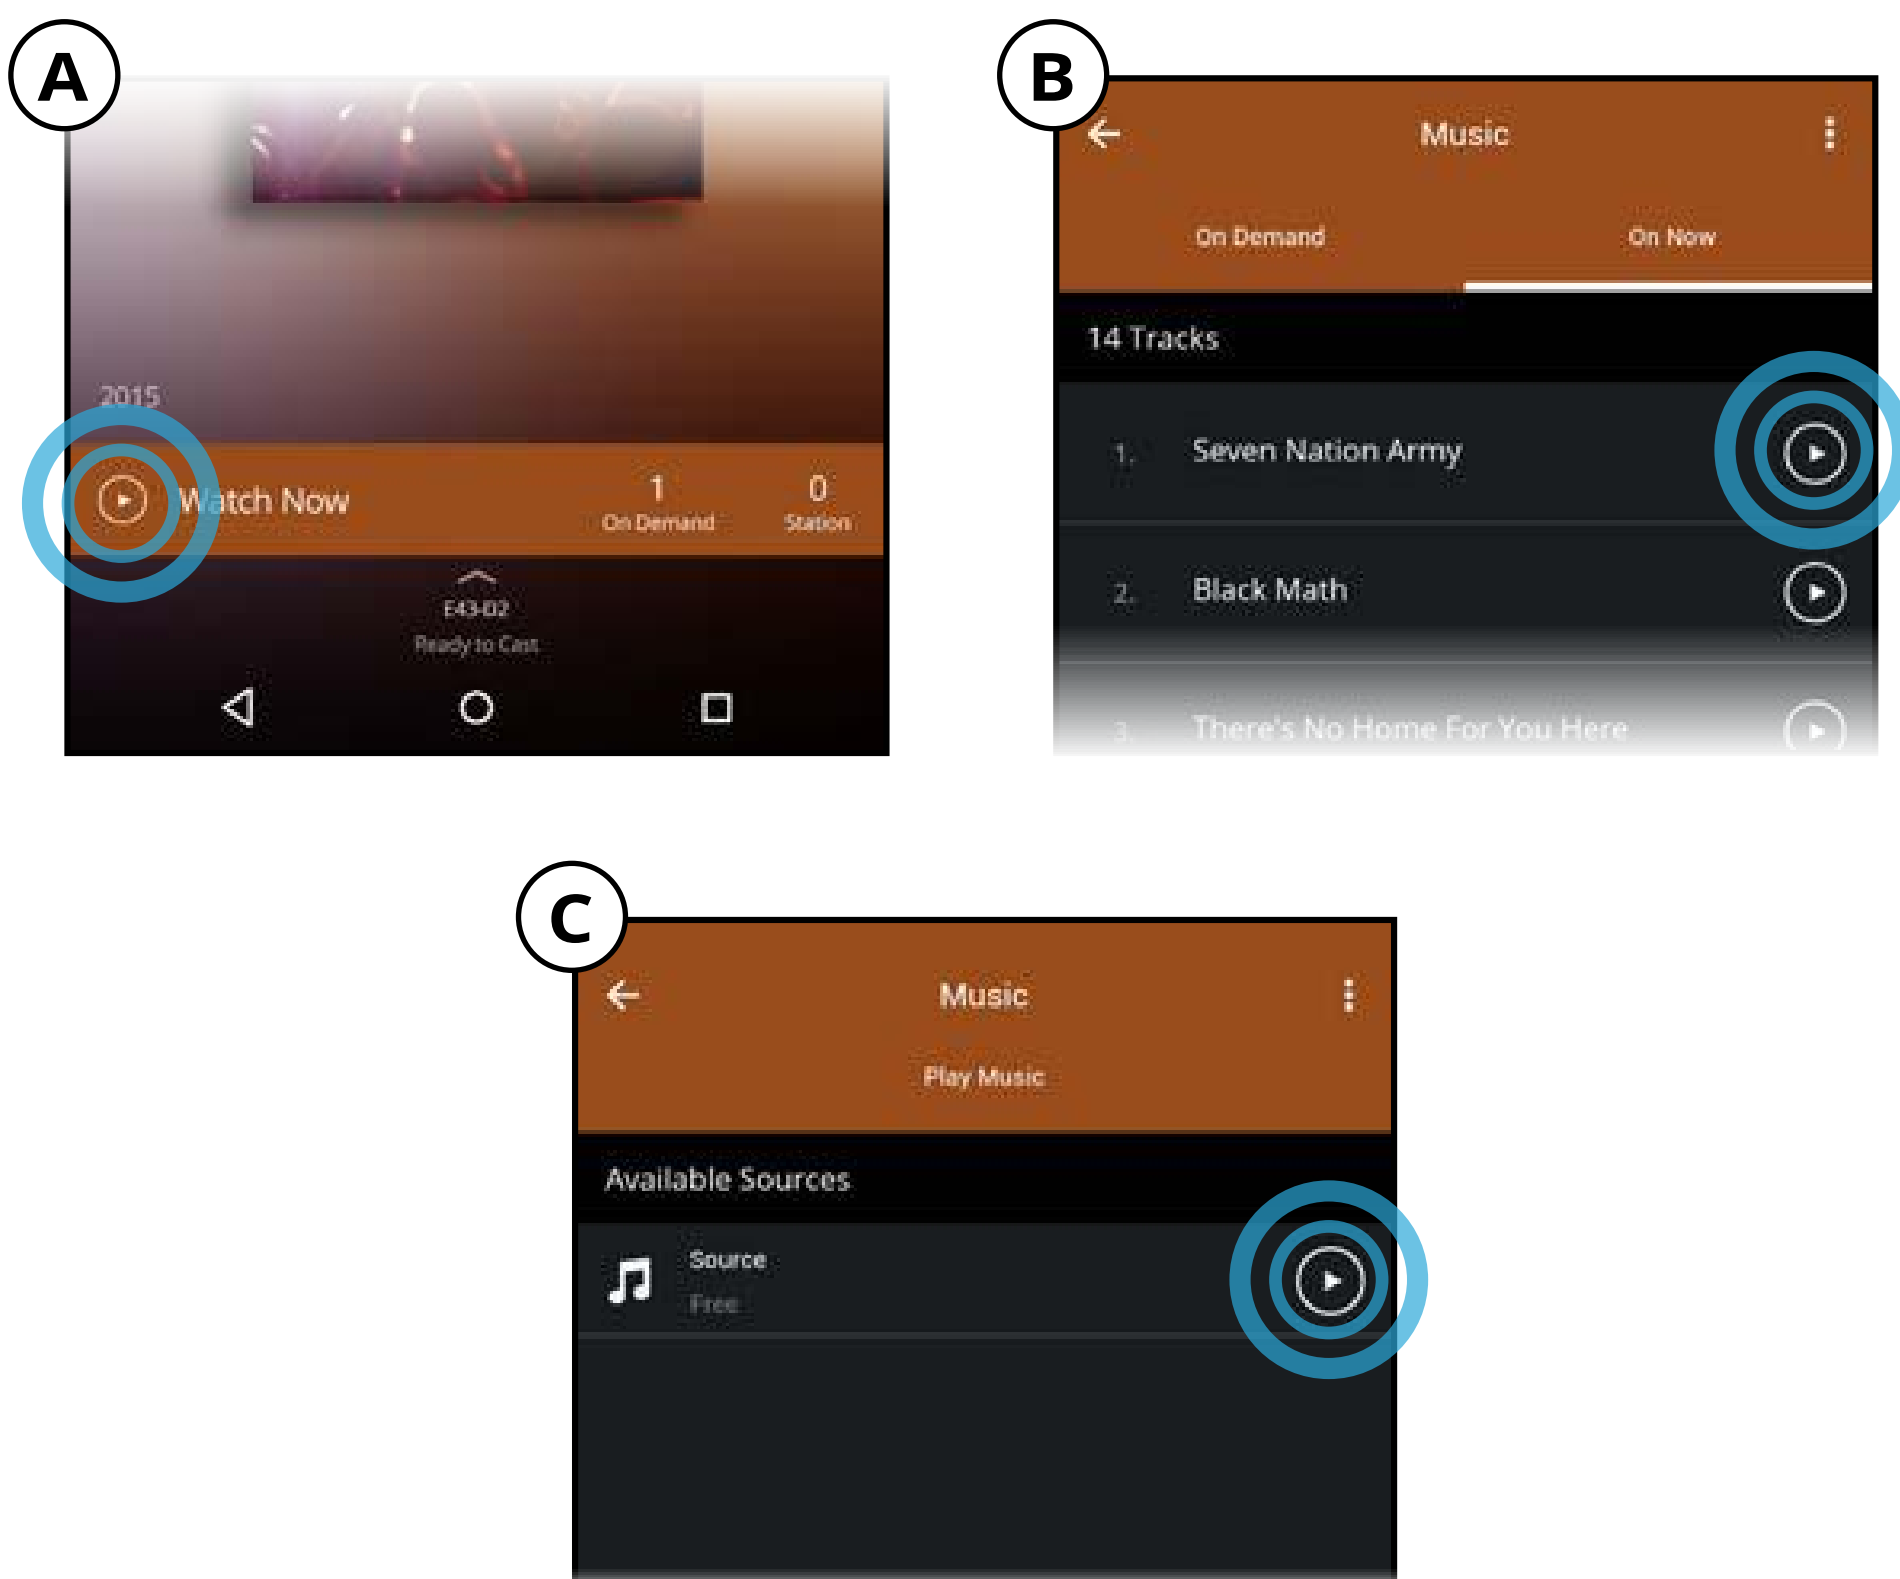 A
2015
Watch Now
1
On Demand
0
Station
E43-D2
Ready to Cast
B
Music
On Demand
On Now
14 Tracks
1. Seven Nation Army
2. Black Math
3. There's No Home For You Here
C
Music
Play Music
Available Sources
Source
Free